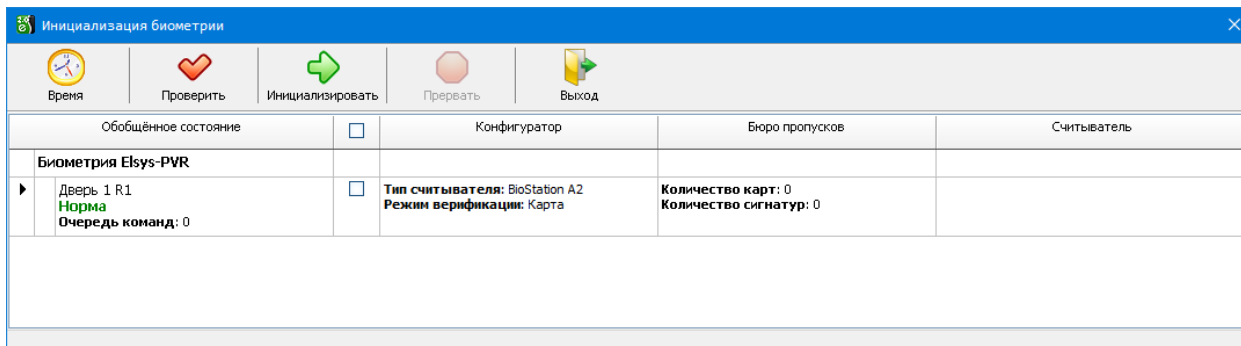 Инициализация биометрии
Время Проверить Инициализировать Прервать Выход
Обобщённое состояние Конфигуратор Бюро пропусков Считыватель
Биометрия Elsys-PVR
Дверь 1 R1 Тип считывателя: BioStation A2 Количество карт: 0
Норма Режим верификации: Карта Количество сигнатур: 0
Очередь команд: 0